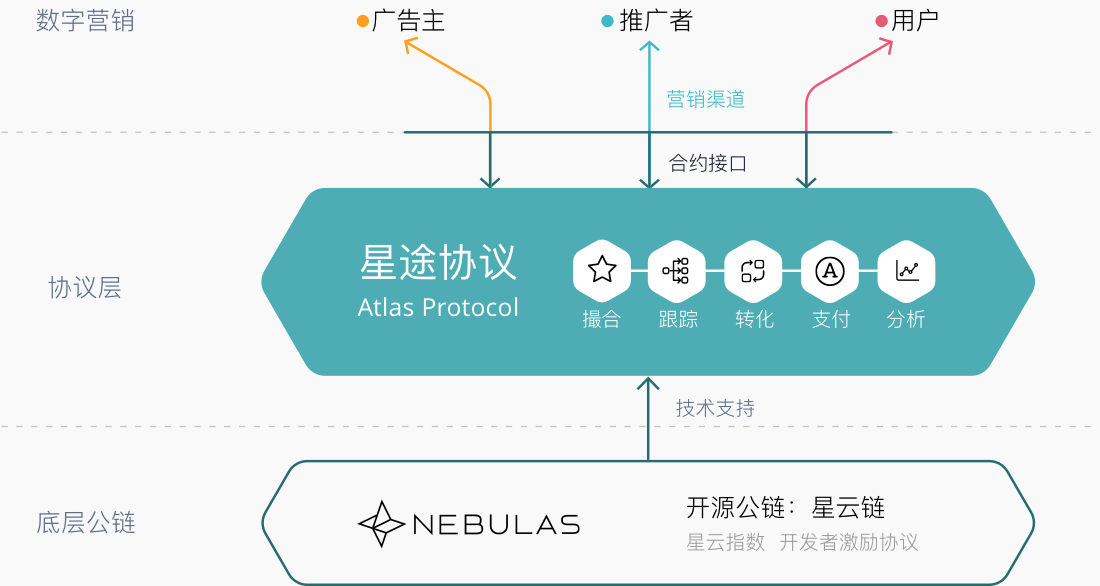 数字营销
广告主
推广者
用户
营销渠道
合约接口
协议层
星途协议
Atlas Protocol
A
撮合
跟踪
转化
支付
分析
技术支持
底层公链
NEBULAS
开源公链：星云链
星云指数 开发者激励协议